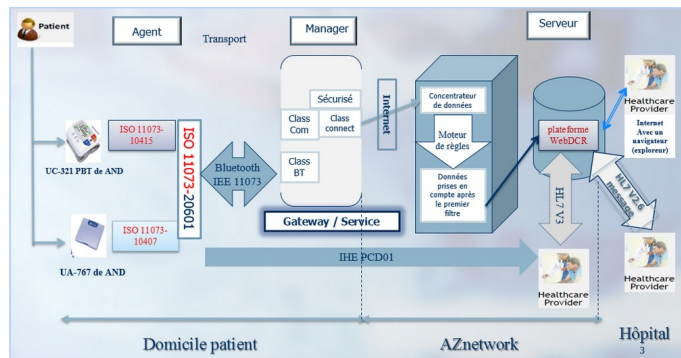 Patient
Agent
Transport
Manager
Serveur
ISO 11073-
10415
UC-321 PBT de AND
ISO 11073-
10407
UA-767 de AND
ISO 11073-20601
Bluetooth
IEE 11073
Sécurisé
Class
Com
Class
connect
Class
BT
Gateway / Service
Internet
Concentrateur
de données
Moteur
de règles
Données
prises en
compte après
le premier
filtre
plateforme
WebDCR
Healthcare
Provider
Internet
Avec un
navigateur
(exploreur)
HL7 V3
HL7 V2.6
message
IHE PCD01
Healthcare
Provider
Healthcare
Provider
Domicile patient
AZnetwork
Hôpital
3